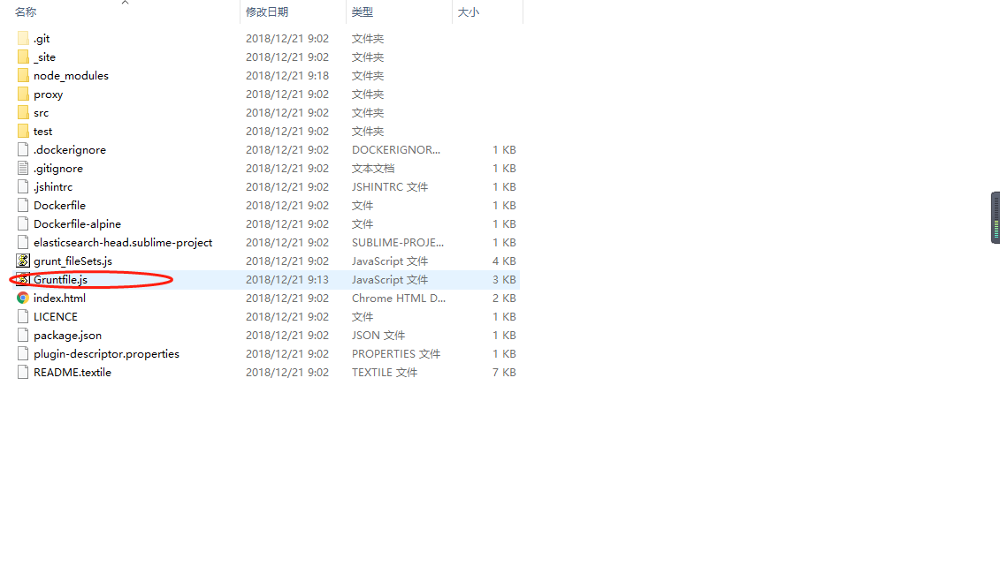 名称 修改日期 类型 大小
.git 2018/12/21 9:02 文件夹
_site 2018/12/21 9:02 文件夹
node_modules 2018/12/21 9:18 文件夹
proxy 2018/12/21 9:02 文件夹
src 2018/12/21 9:02 文件夹
test 2018/12/21 9:02 文件夹
.dockerignore 2018/12/21 9:02 DOCKERIGNOR... 1 KB
.gitignore 2018/12/21 9:02 文本文档 1 KB
.jshintrc 2018/12/21 9:02 JSHINTRC 文件 1 KB
Dockerfile 2018/12/21 9:02 文件 1 KB
Dockerfile-alpine 2018/12/21 9:02 文件 1 KB
elasticsearch-head.sublime-project 2018/12/21 9:02 SUBLIME-PROJE... 1 KB
grunt_fileSets.js 2018/12/21 9:02 JavaScript 文件 4 KB
Gruntfile.js 2018/12/21 9:13 JavaScript 文件 3 KB
index.html 2018/12/21 9:02 Chrome HTML D... 2 KB
LICENCE 2018/12/21 9:02 文件 1 KB
package.json 2018/12/21 9:02 JSON 文件 1 KB
plugin-descriptor.properties 2018/12/21 9:02 PROPERTIES 文件 1 KB
README.textile 2018/12/21 9:02 TEXTILE 文件 7 KB